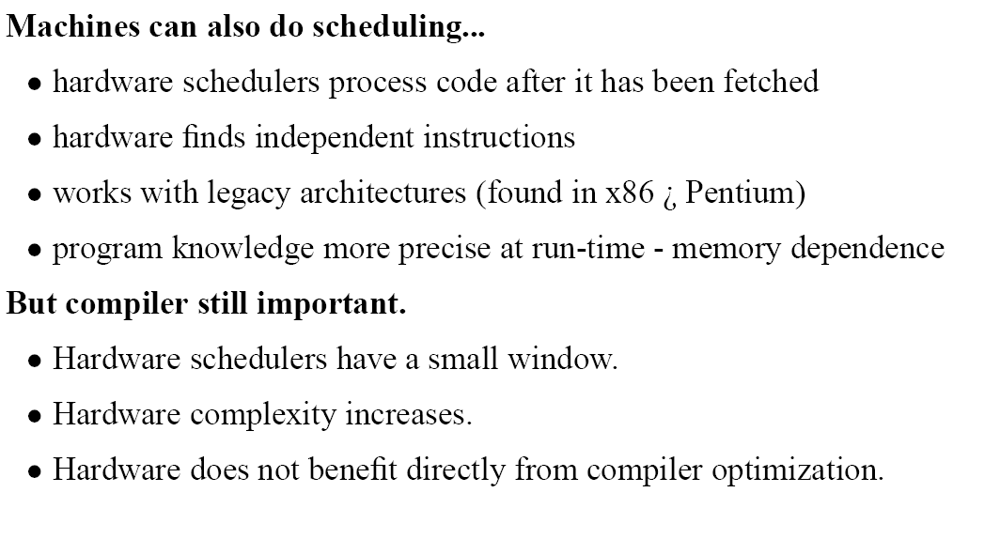 Machines can also do scheduling...
● hardware schedulers process code after it has been fetched
● hardware finds independent instructions
● works with legacy architectures (found in x86 ¿ Pentium)
● program knowledge more precise at run-time - memory dependence
But compiler still important.
● Hardware schedulers have a small window.
● Hardware complexity increases.
● Hardware does not benefit directly from compiler optimization.